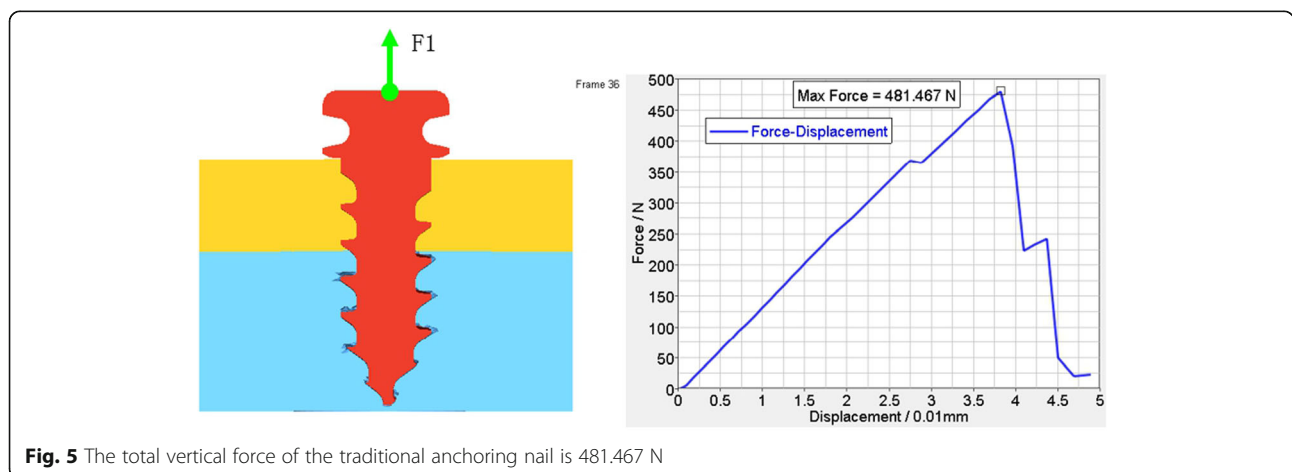 F1
Frame 36
500
450
400
350
300
250
200
150
100
50
0
Force / N
Max Force = 481.467 N
Force-Displacement
0 0.5 1 1.5 2 2.5 3 3.5 4 4.5 5
Displacement / 0.01mm
Fig. 5 The total vertical force of the traditional anchoring nail is 481.467 N